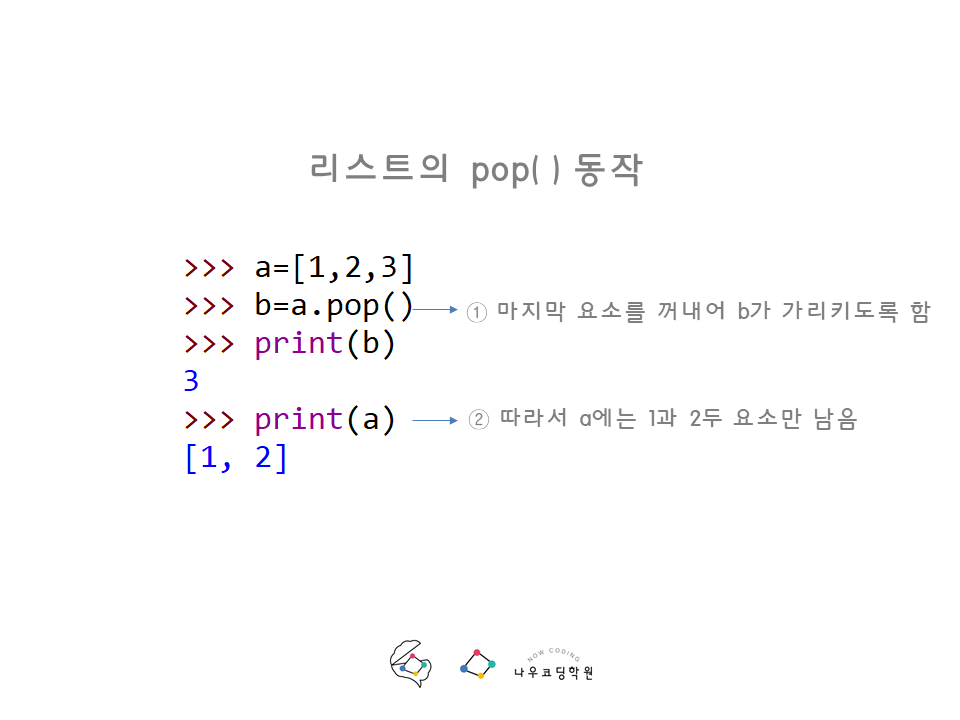 리스트의 pop( ) 동작
>>> a=[1,2,3]
>>> b=a.pop() ① 마지막 요소를 꺼내어 b가 가리키도록 함
>>> print(b)
3
>>> print(a) ② 따라서 a에는 1과 2두 요소만 남음
[1, 2]
NOW CODING
나우코딩학원